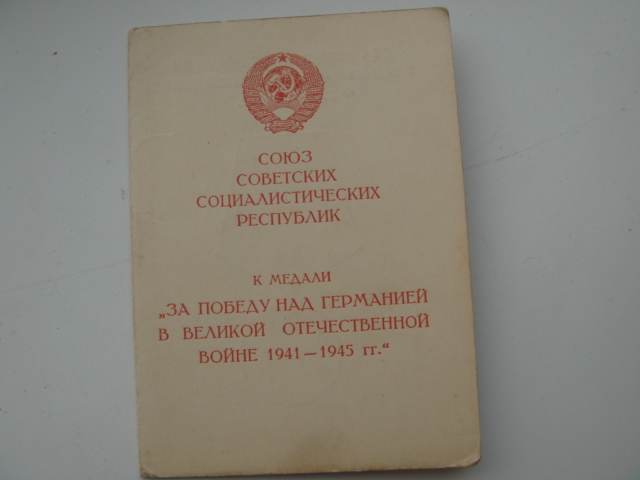 СОЮЗ
СОВЕТСКИХ
СОЦИАЛИСТИЧЕСКИХ
РЕСПУБЛИК
К МЕДАЛИ
„ЗА ПОБЕДУ НАД ГЕРМАНИЕЙ
В ВЕЛИКОЙ ОТЕЧЕСТВЕННОЙ
ВОЙНЕ 1941—1945 гг.“